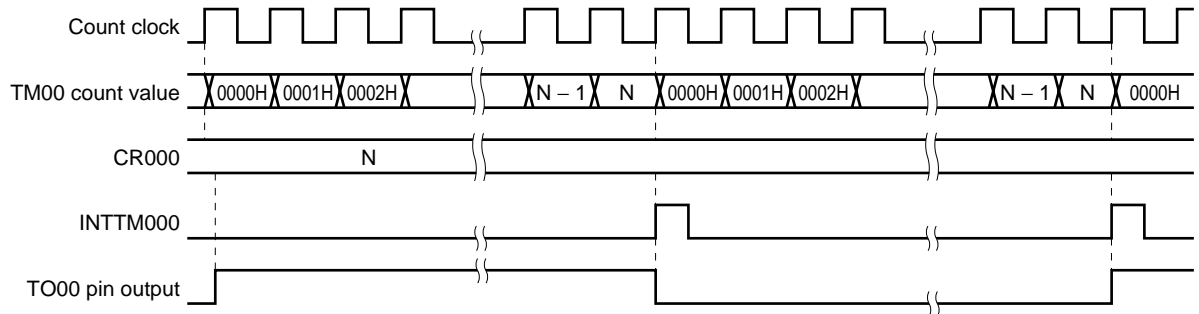 Count clock
TM00 count value 0000H 0001H 0002H N − 1 N 0000H 0001H 0002H N − 1 N 0000H
CR000 N
INTTM000
TO00 pin output